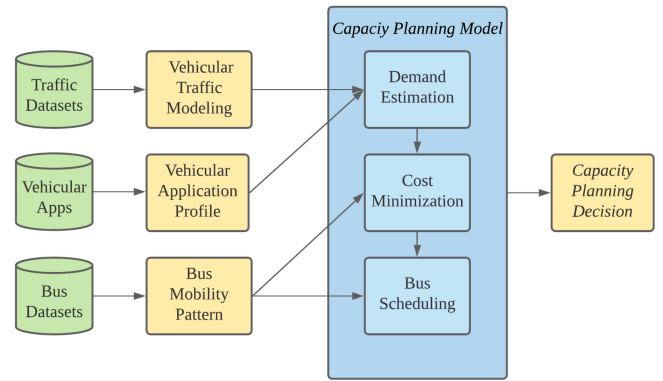 Capaciy Planning Model
Traffic
Datasets
Vehicular
Traffic
Modeling
Demand
Estimation
Vehicular
Apps
Vehicular
Application
Profile
Cost
Minimization
Capacity
Planning
Decision
Bus
Datasets
Bus
Mobility
Pattern
Bus
Scheduling